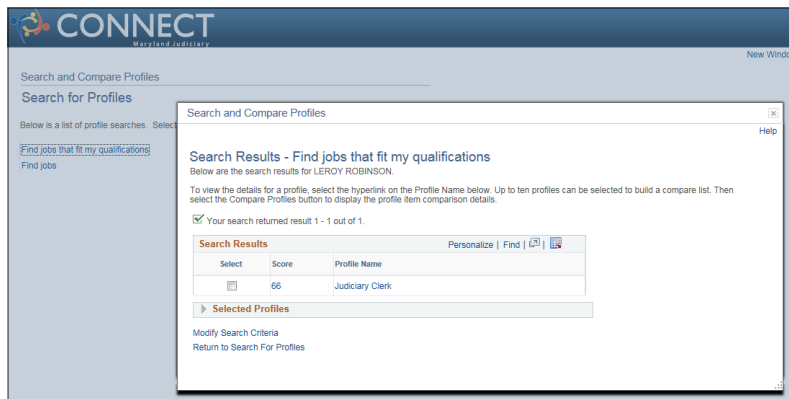 CONNECT
Maryland Judiciary
New Windo
Search and Compare Profiles
Search for Profiles
Below is a list of profile searches. Select
Find jobs that fit my qualifications
Find jobs
Search and Compare Profiles
Help
Search Results - Find jobs that fit my qualifications
Below are the search results for LEROY ROBINSON.
To view the details for a profile, select the hyperlink on the Profile Name below. Up to ten profiles can be selected to build a compare list. Then
select the Compare Profiles button to display the profile item comparison details.
Your search returned result 1 - 1 out of 1.
Search Results Personalize | Find | |
Select Score Profile Name
66 Judiciary Clerk
Selected Profiles
Modify Search Criteria
Return to Search For Profiles